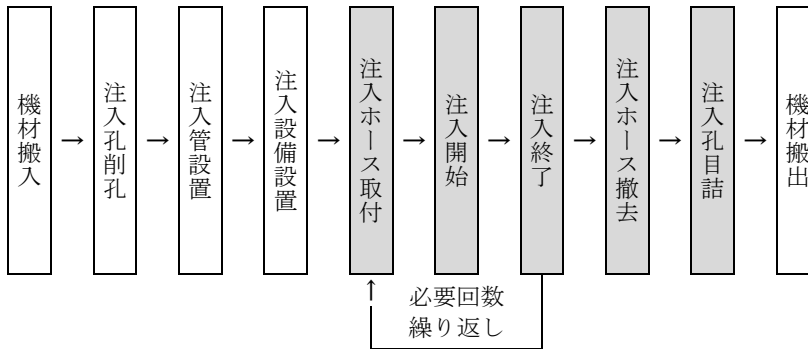 機材搬入
→
注入孔削孔
→
注入管設置
→
注入設備設置
→
注入ホース取付
→
注入開始
→
注入終了
→
注入ホース撤去
→
注入孔目詰
→
機材搬出
↑
必要回数
繰り返し